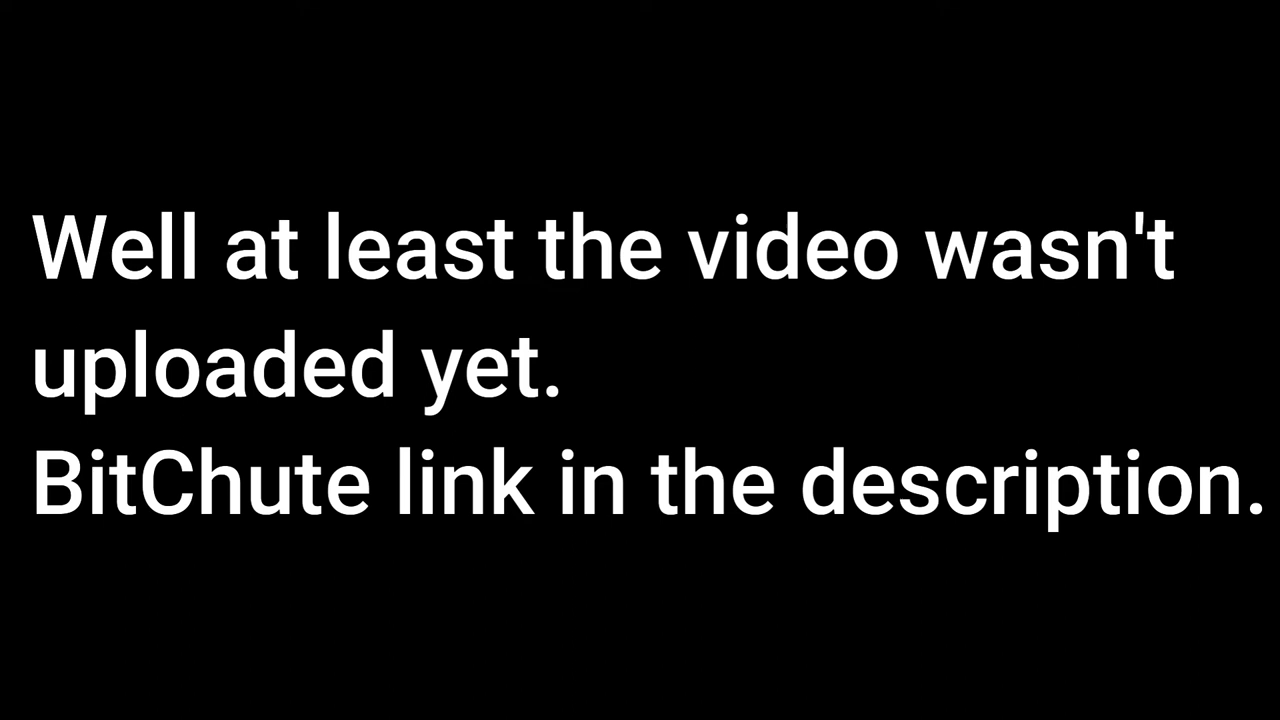 Well at least the video wasn't
uploaded yet.
BitChute link in the description.